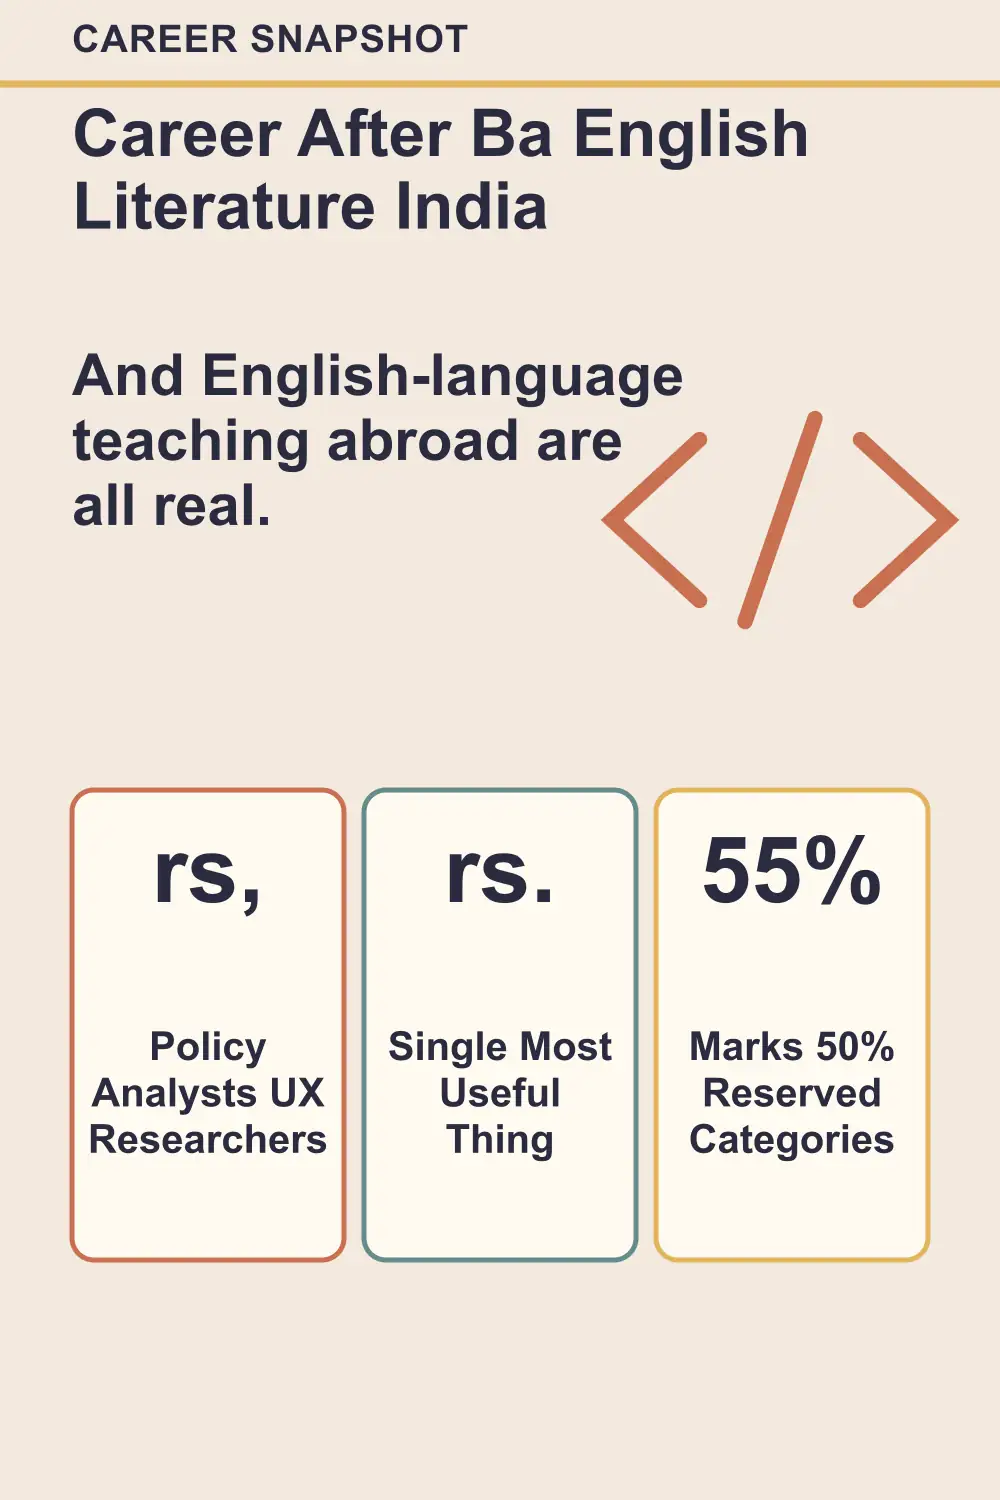 CAREER SNAPSHOT
Career After Ba English
Literature India
And English-language
teaching abroad are
all real.
rs,
Policy
Analysts UX
Researchers
rs.
Single Most
Useful
Thing
55%
Marks 50%
Reserved
Categories